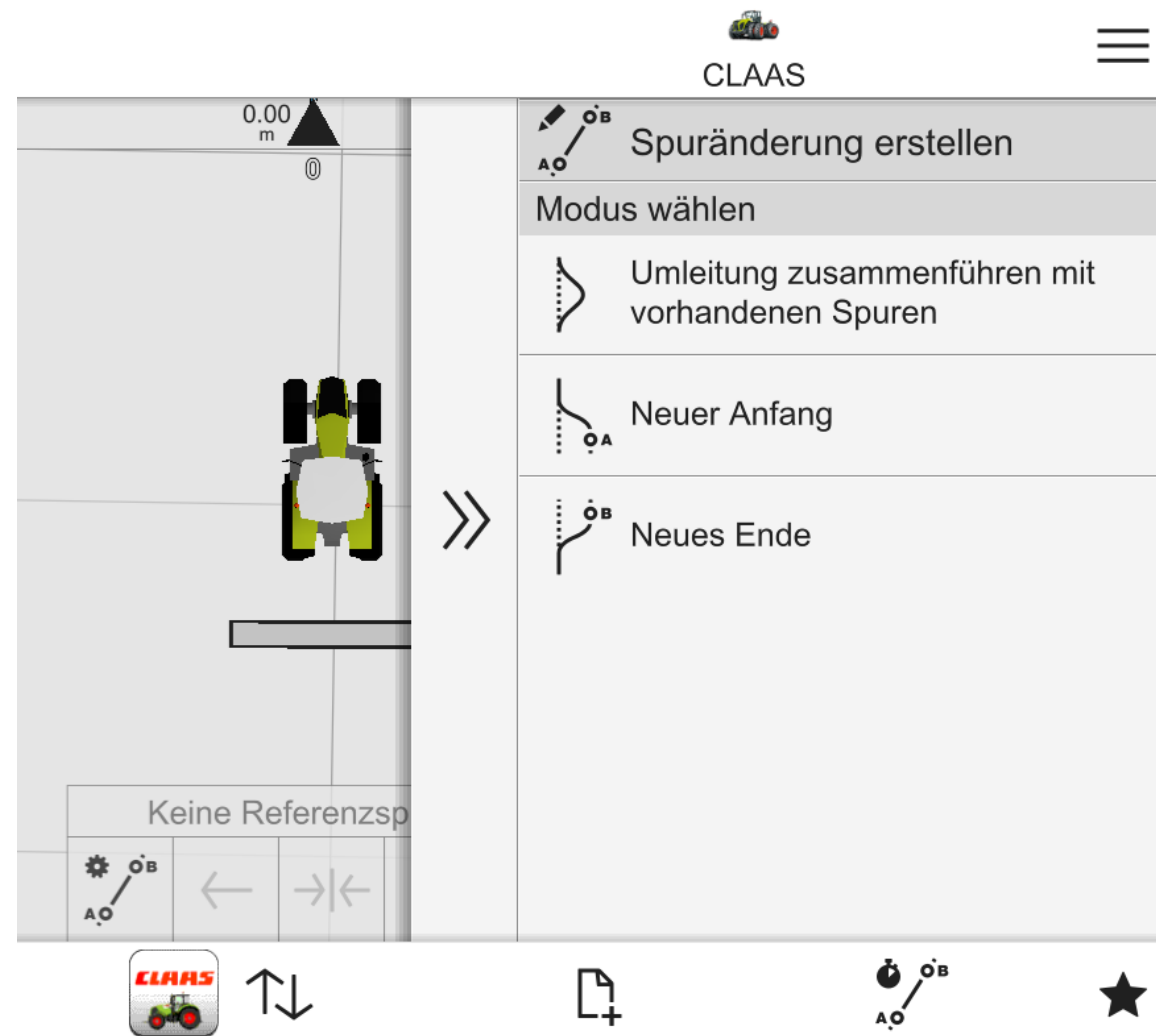 CLAAS
0.00
m
0
B
A
Spuränderung erstellen
Modus wählen
Umleitung zusammenführen mit
vorhandenen Spuren
A
Neuer Anfang
B
Neues Ende
Keine Referenzsp
B
A
CLAAS
B
A